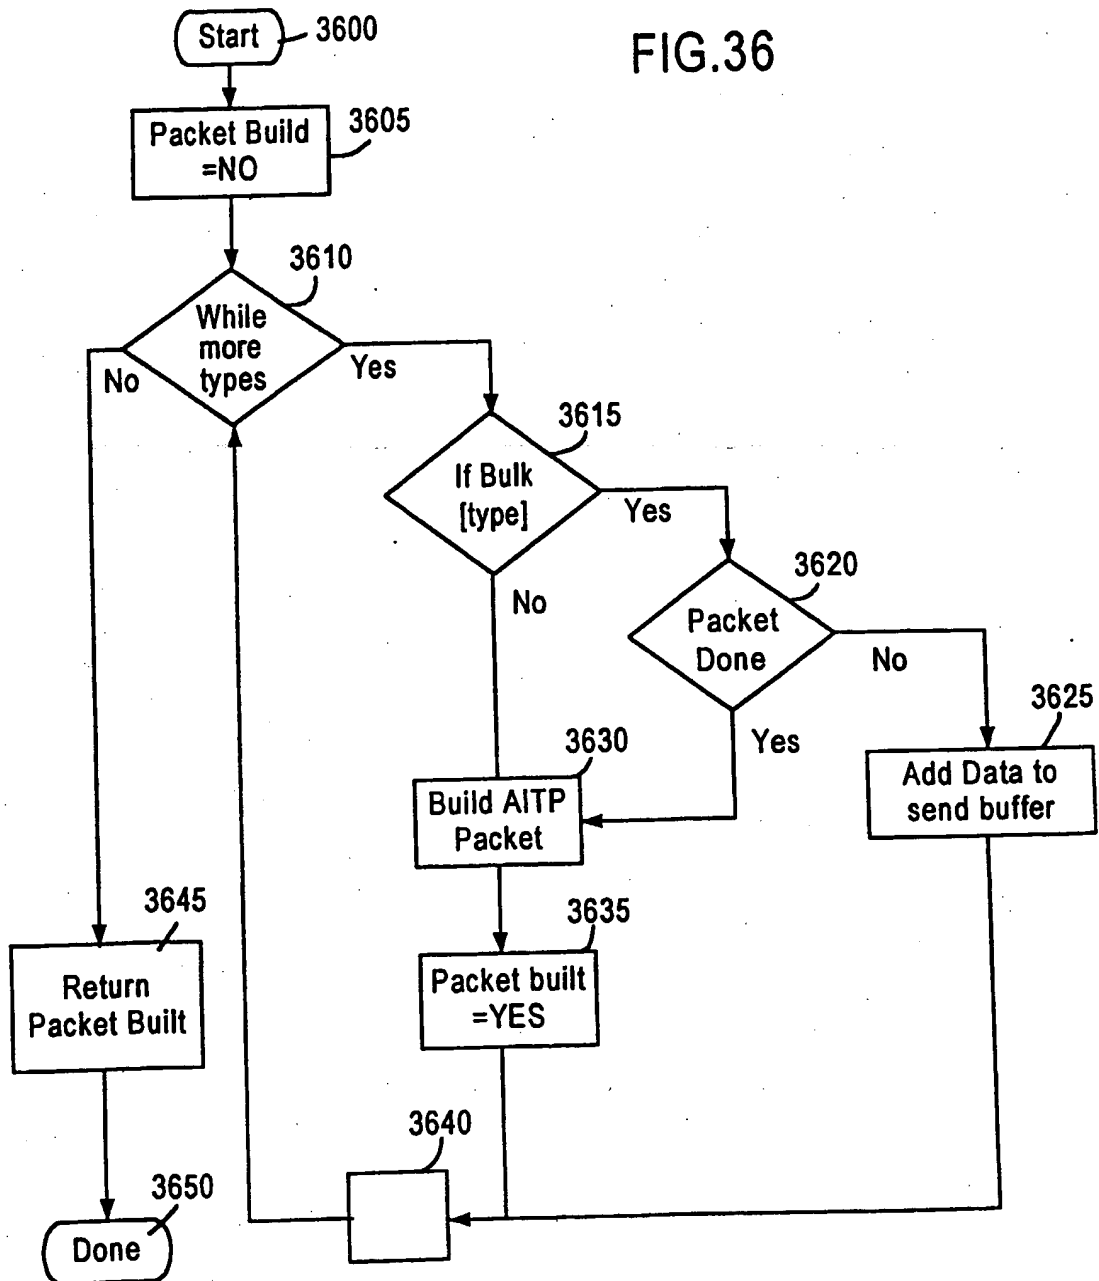 FIG.36
Start
3600
Packet Build
=NO
3605
While
more
types
3610
No
Yes
If Bulk
[type]
3615
Yes
No
Packet
Done
3620
No
Yes
Add Data to
send buffer
3625
Build AITP
Packet
3630
Packet built
=YES
3635
3640
Return
Packet Built
3645
Done
3650